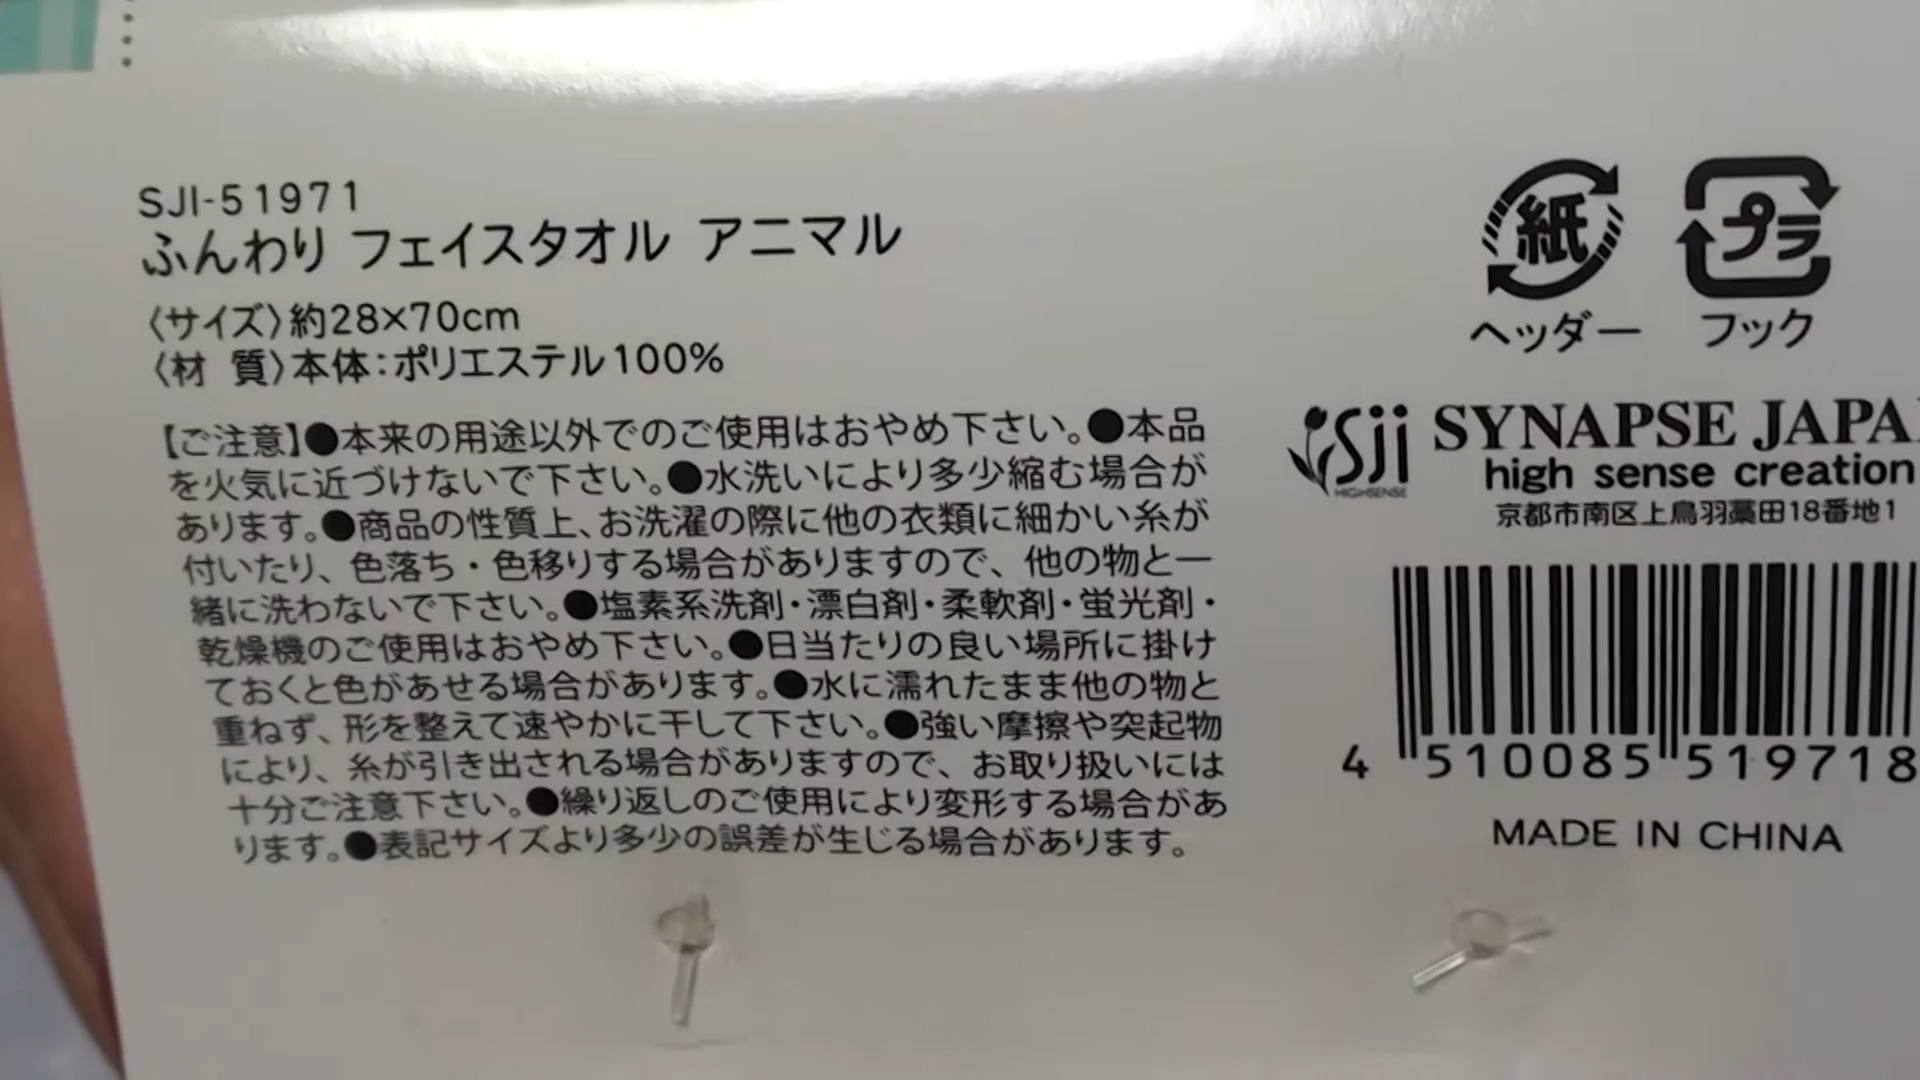 SJI-51971
ふんわり フェイスタオル アニマル
〈サイズ〉約28×70cm
〈材 質〉本体:ポリエステル100%
【ご注意】●本来の用途以外でのご使用はおやめ下さい。●本品
を火気に近づけないで下さい。●水洗いにより多少縮む場合が
あります。●商品の性質上、お洗濯の際に他の衣類に細かい糸が
付いたり、色落ち・色移りする場合がありますので、他の物と一
緒に洗わないで下さい。●塩素系洗剤・漂白剤・柔軟剤・蛍光剤・
乾燥機のご使用はおやめ下さい。●日当たりの良い場所に掛け
ておくと色があせる場合があります。●水に濡れたまま他の物と
重ねず、形を整えて速やかに干して下さい。●強い摩擦や突起物
により、糸が引き出される場合がありますので、お取り扱いには
十分ご注意下さい。●繰り返しのご使用により変形する場合があ
ります。●表記サイズより多少の誤差が生じる場合があります。
紙 プラ
ヘッダー フック
Sji
HIGHSENSE
SYNAPSE JAPA
high sense creation
京都市南区上鳥羽藁田18番地1
4 510085 519718
MADE IN CHINA